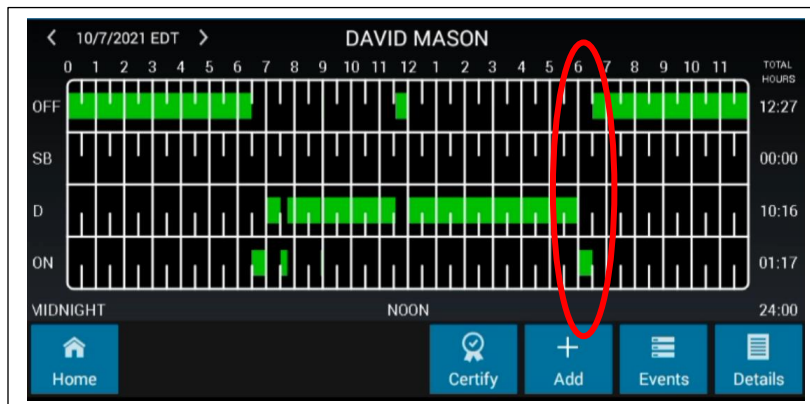 10/7/2021 EDT DAVID MASON
0 1 2 3 4 5 6 7 8 9 10 11 12 1 2 3 4 5 6 7 8 9 10 11 TOTAL HOURS
OFF 12:27
SB 00:00
D 10:16
ON 01:17
MIDNIGHT NOON 24:00
Home Certify Add Events Details